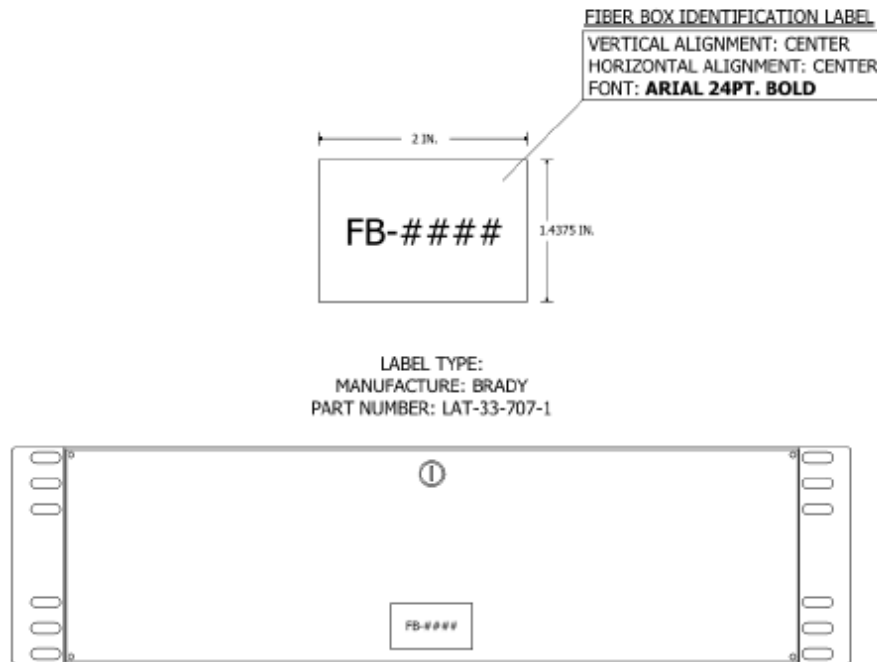 FIBER BOX IDENTIFICATION LABEL
VERTICAL ALIGNMENT: CENTER
HORIZONTAL ALIGNMENT: CENTER
FONT: ARIAL 24PT. BOLD
2 IN.
FB-####
1.4375 IN.
LABEL TYPE:
MANUFACTURE: BRADY
PART NUMBER: LAT-33-707-1
FB-####